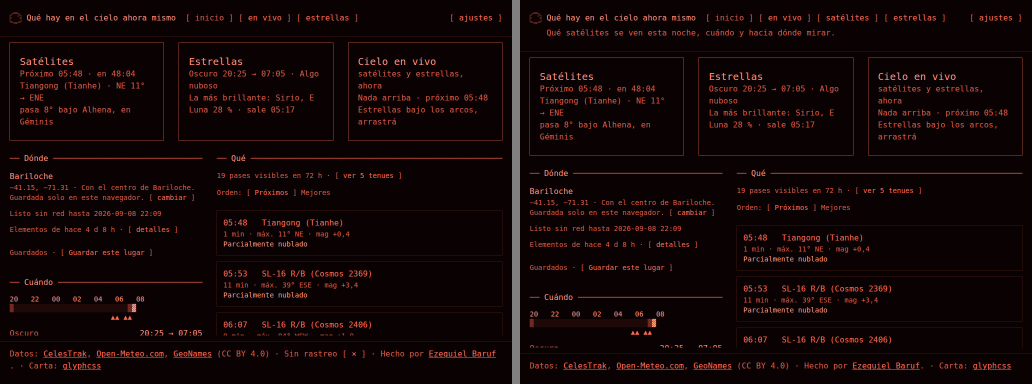 Qué hay en el cielo ahora mismo [ inicio ] [ en vivo ] [ estrellas ] [ ajustes ]
Satélites
Próximo 05:48 · en 48:04
Tiangong (Tianhe) · NE 11°
→ ENE
pasa 8° bajo Alhena, en
Géminis
Estrellas
Oscuro 20:25 → 07:05 · Algo
nuboso
La más brillante: Sirio, E
Luna 28 % · sale 05:17
Cielo en vivo
satélites y estrellas,
ahora
Nada arriba · próximo 05:48
Estrellas bajo los arcos,
arrastrá
Dónde
Bariloche
−41.15, −71.31 · Con el centro de Bariloche.
Guardada solo en este navegador. [ cambiar ]
Listo sin red hasta 2026-09-08 22:09
Elementos de hace 4 d 8 h · [ detalles ]
Guardados · [ Guardar este lugar ]
Cuándo
20 22 00 02 04 06 08
▲▲ ▲▲
Oscuro 20:25 → 07:05
Qué
19 pases visibles en 72 h · [ ver 5 tenues ]
Orden: [ Próximos ] Mejores
05:48 Tiangong (Tianhe)
1 min · máx. 11° NE · mag +0,4
Parcialmente nublado
05:53 SL-16 R/B (Cosmos 2369)
11 min · máx. 39° ESE · mag +3,4
Parcialmente nublado
06:07 SL-16 R/B (Cosmos 2406)
Datos: CelesTrak, Open-Meteo.com, GeoNames (CC BY 4.0) · Sin rastreo [ × ] · Hecho por Ezequiel Baruf
. · Carta: glyphcss
Qué hay en el cielo ahora mismo [ inicio ] [ en vivo ] [ satélites ] [ estrellas ] [ ajustes ]
Qué satélites se ven esta noche, cuándo y hacia dónde mirar.
Satélites
Próximo 05:48 · en 48:04
Tiangong (Tianhe) · NE 11°
→ ENE
pasa 8° bajo Alhena, en
Géminis
Estrellas
Oscuro 20:25 → 07:05 · Algo
nuboso
La más brillante: Sirio, E
Luna 28 % · sale 05:17
Cielo en vivo
satélites y estrellas,
ahora
Nada arriba · próximo 05:48
Estrellas bajo los arcos,
arrastrá
Dónde
Bariloche
−41.15, −71.31 · Con el centro de Bariloche.
Guardada solo en este navegador. [ cambiar ]
Listo sin red hasta 2026-09-08 22:09
Elementos de hace 4 d 8 h · [ detalles ]
Guardados · [ Guardar este lugar ]
Cuándo
20 22 00 02 04 06 08
▲▲ ▲▲
Qué
19 pases visibles en 72 h · [ ver 5 tenues ]
Orden: [ Próximos ] Mejores
05:48 Tiangong (Tianhe)
1 min · máx. 11° NE · mag +0,4
Parcialmente nublado
05:53 SL-16 R/B (Cosmos 2369)
11 min · máx. 39° ESE · mag +3,4
Parcialmente nublado
06:07 SL-16 R/B (Cosmos 2406)
Datos: CelesTrak, Open-Meteo.com, GeoNames (CC BY 4.0) · Hecho por Ezequiel Baruf. · Carta: glyphcss